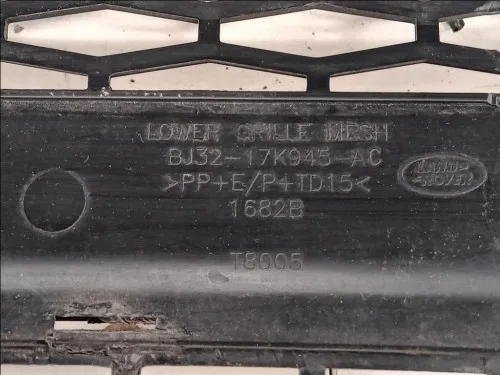 LOWER GRILLE MESH
BJ32-17K945-AC
>PP+E/P+TD15<
LAND
ROVER
1682B
T8005